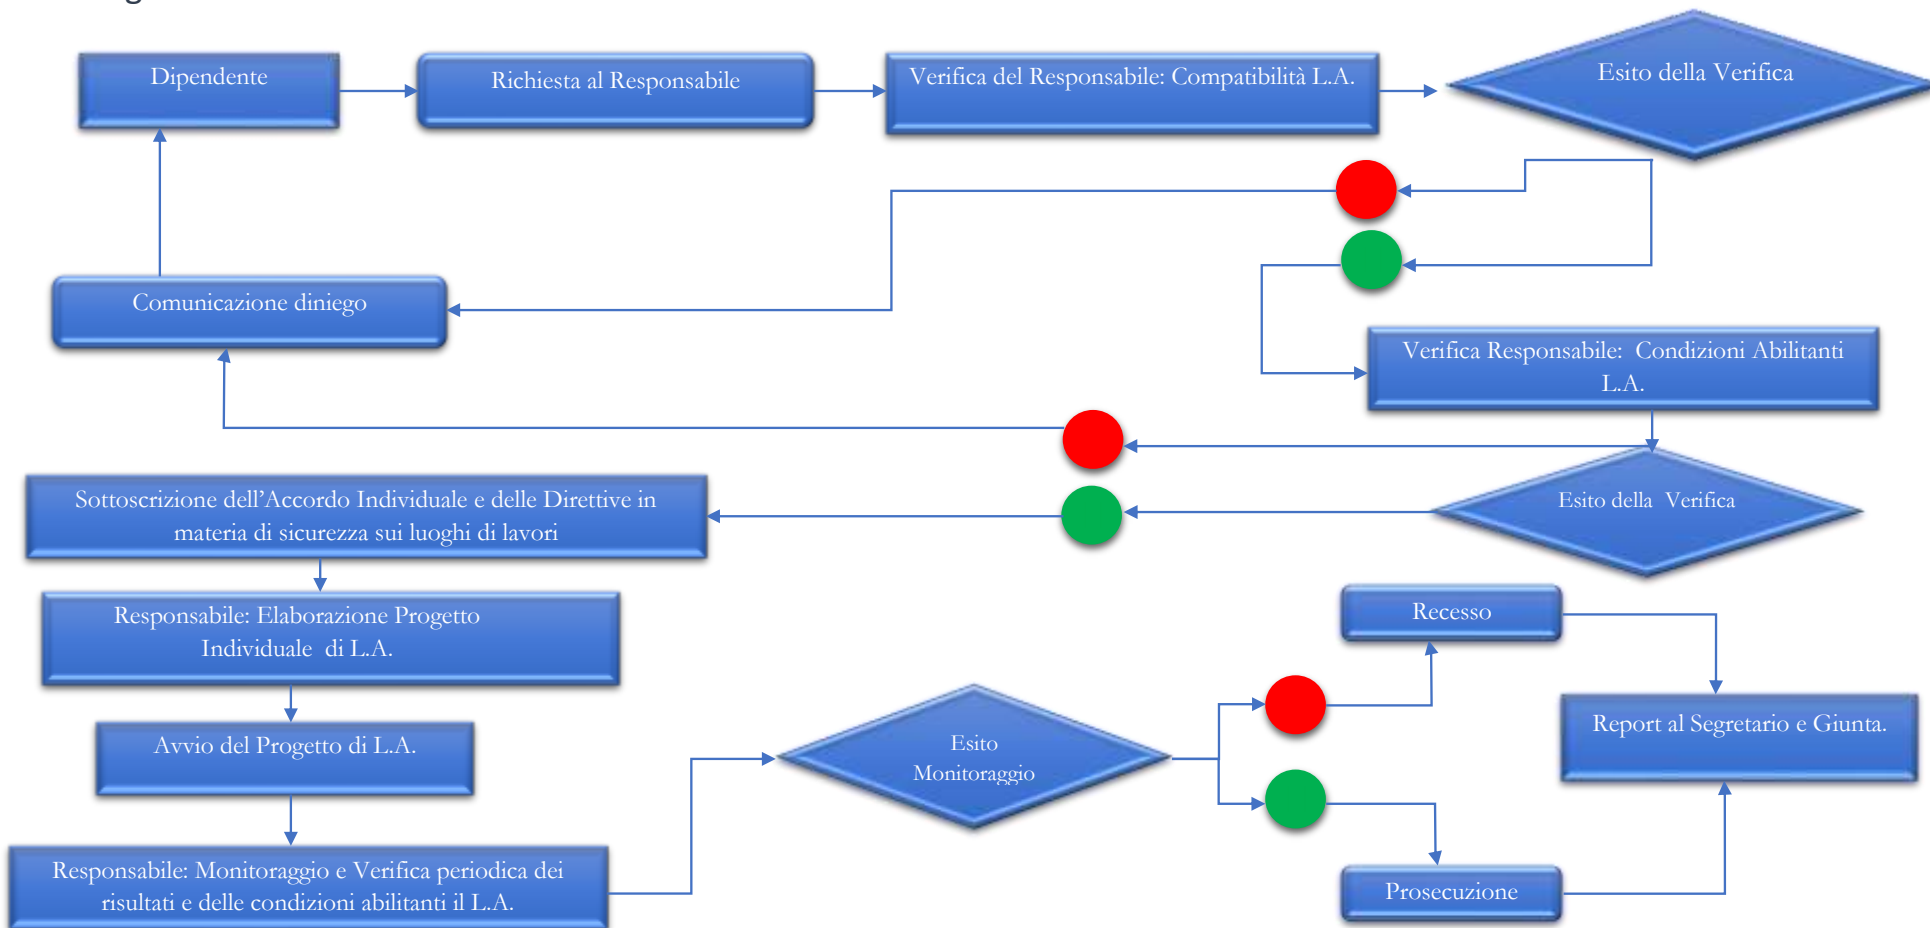 Dipendente
Richiesta al Responsabile
Verifica del Responsabile: Compatibilità L.A.
Esito della Verifica
Comunicazione diniego
Verifica Responsabile: Condizioni Abilitanti
L.A.
Esito della Verifica
Sottoscrizione dell’Accordo Individuale e delle Direttive in
materia di sicurezza sui luoghi di lavori
Responsabile: Elaborazione Progetto
Individuale di L.A.
Avvio del Progetto di L.A.
Responsabile: Monitoraggio e Verifica periodica dei
risultati e delle condizioni abilitanti il L.A.
Esito
Monitoraggio
Recesso
Report al Segretario e Giunta.
Prosecuzione